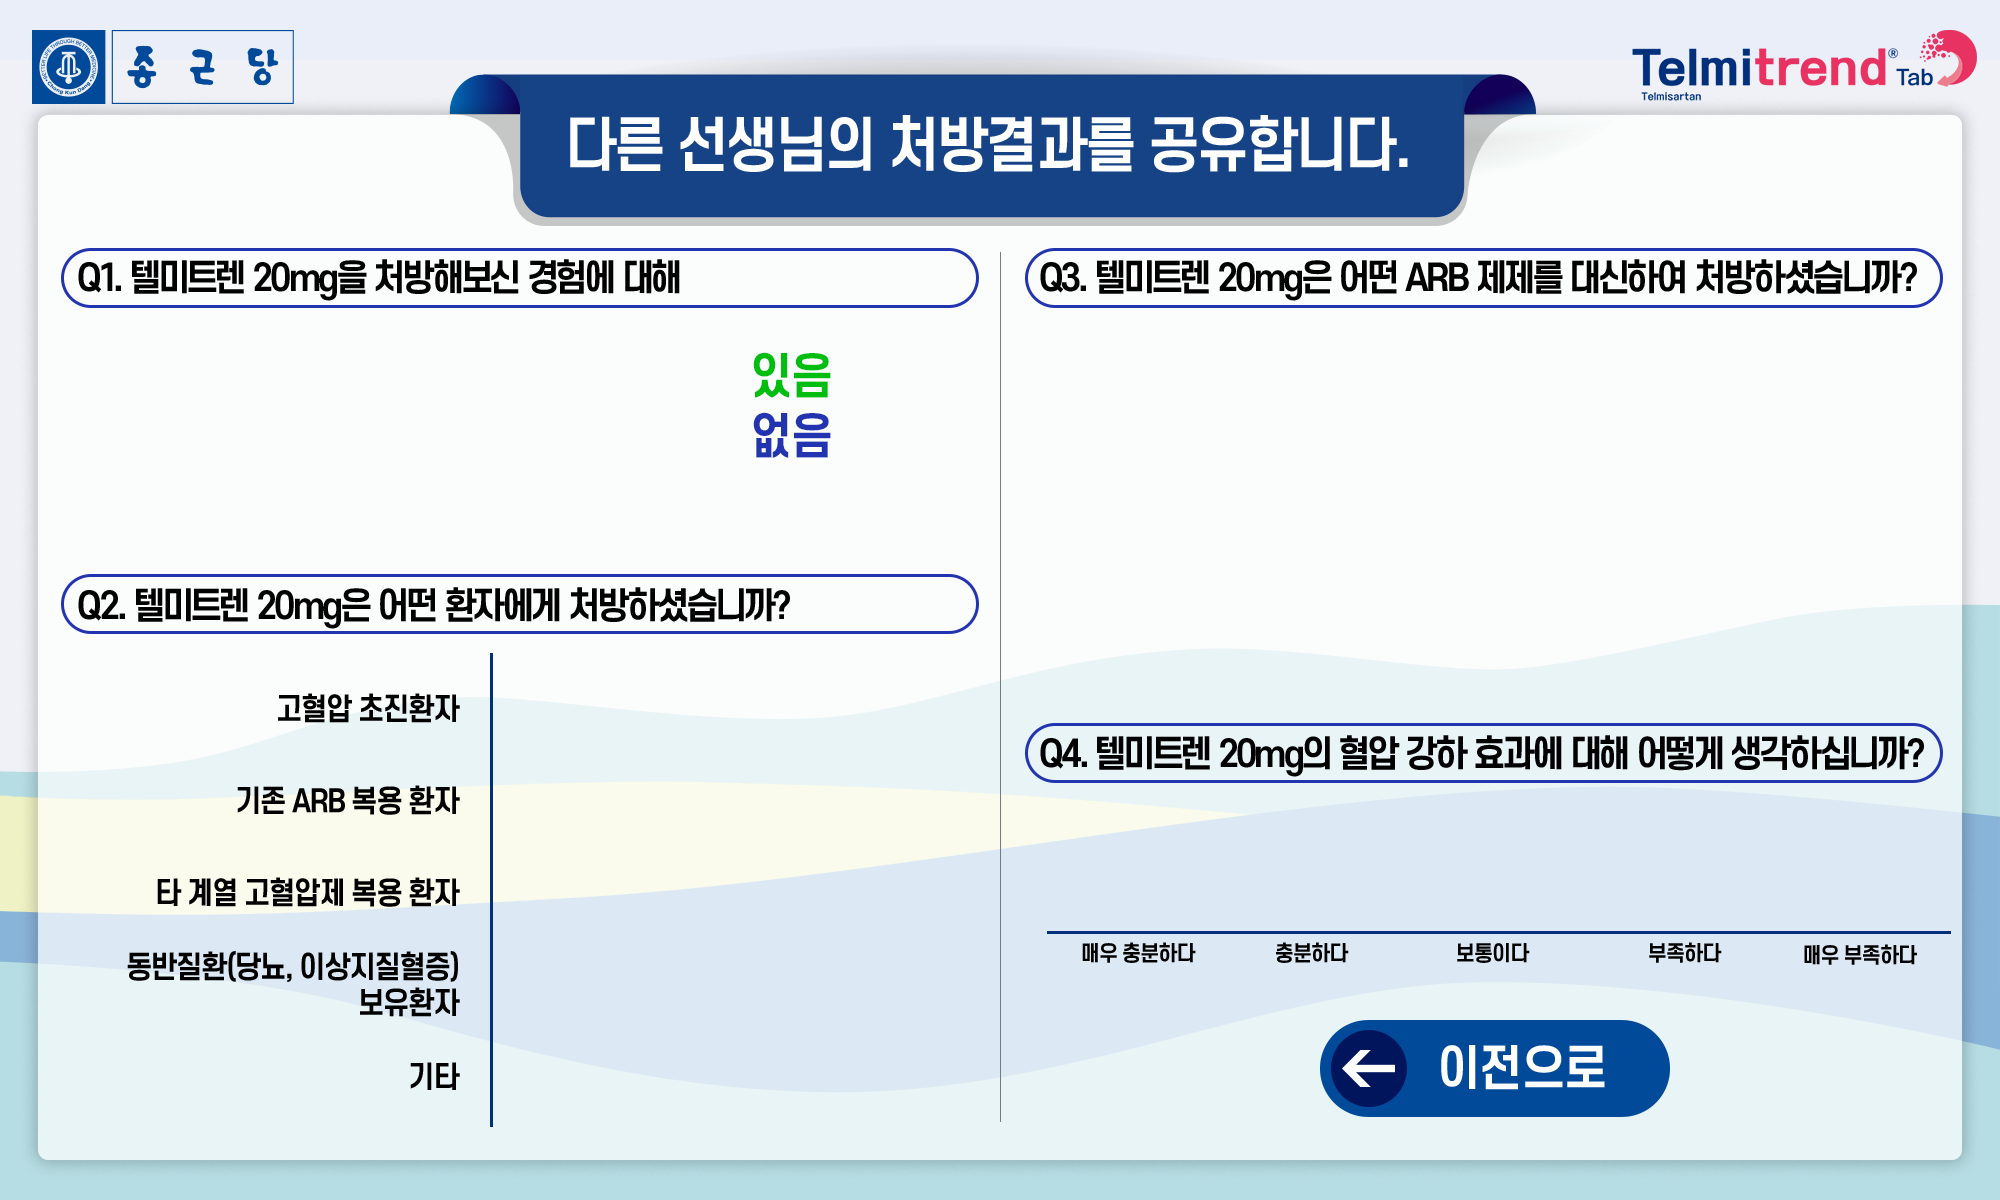 BETTER LIFE THROUGH BETTER MEDICINE
Chong Kun Dang
종 근 당
Telmitrend® Tab
Telmisartan
다른 선생님의 처방결과를 공유합니다.
Q1. 텔미트렌 20mg을 처방해보신 경험에 대해
있음
없음
Q2. 텔미트렌 20mg은 어떤 환자에게 처방하셨습니까?
고혈압 초진환자
기존 ARB 복용 환자
타 계열 고혈압제 복용 환자
동반질환(당뇨, 이상지질혈증)
보유환자
기타
Q3. 텔미트렌 20mg은 어떤 ARB 제제를 대신하여 처방하셨습니까?
Q4. 텔미트렌 20mg의 혈압 강하 효과에 대해 어떻게 생각하십니까?
매우 충분하다
충분하다
보통이다
부족하다
매우 부족하다
이전으로